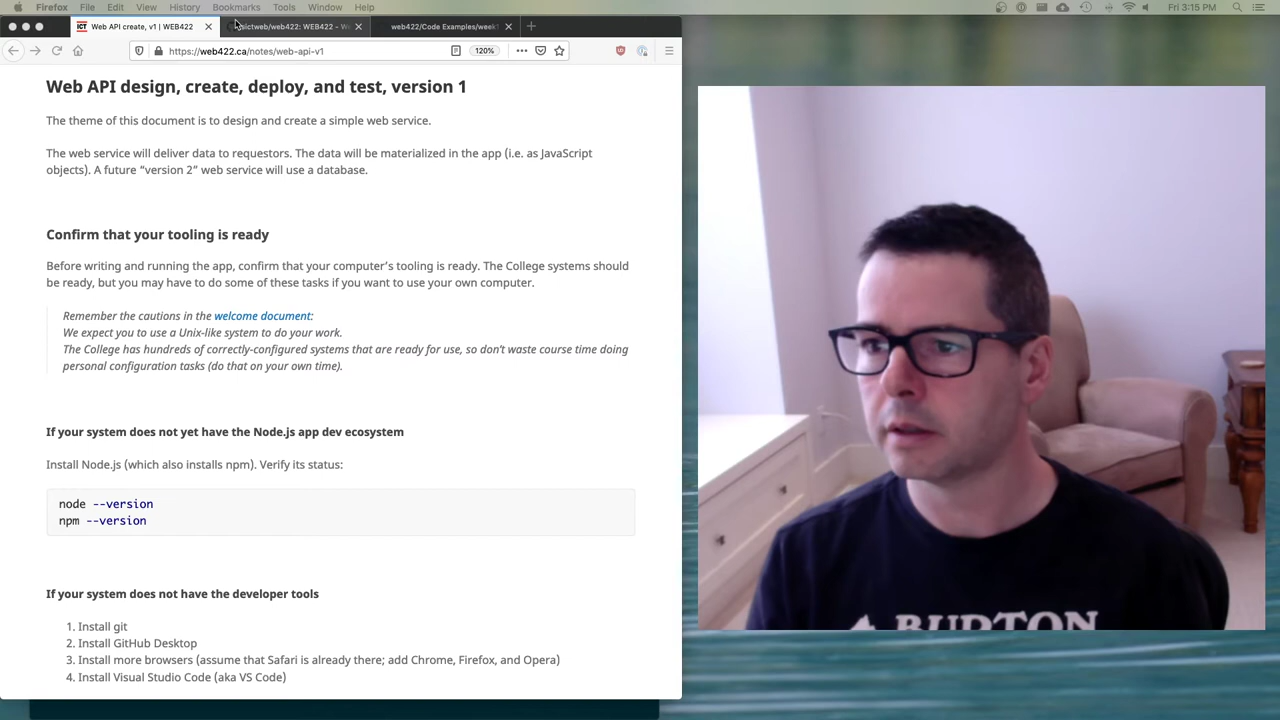 Firefox File Edit View History Bookmarks Tools Window Help Fri 3:15 PM
Web API create, v1 | WEB422 sictweb/web422: WEB422 - W web422/Code Examples/week
https://web422.ca/notes/web-api-v1 120%
Web API design, create, deploy, and test, version 1
The theme of this document is to design and create a simple web service.
The web service will deliver data to requestors. The data will be materialized in the app (i.e. as JavaScript
objects). A future “version 2” web service will use a database.
Confirm that your tooling is ready
Before writing and running the app, confirm that your computer’s tooling is ready. The College systems should
be ready, but you may have to do some of these tasks if you want to use your own computer.
Remember the cautions in the welcome document:
We expect you to use a Unix-like system to do your work.
The College has hundreds of correctly-configured systems that are ready for use, so don’t waste course time doing
personal configuration tasks (do that on your own time).
If your system does not yet have the Node.js app dev ecosystem
Install Node.js (which also installs npm). Verify its status:
node --version
npm --version
If your system does not have the developer tools
1. Install git
2. Install GitHub Desktop
3. Install more browsers (assume that Safari is already there; add Chrome, Firefox, and Opera)
4. Install Visual Studio Code (aka VS Code)
BURTON